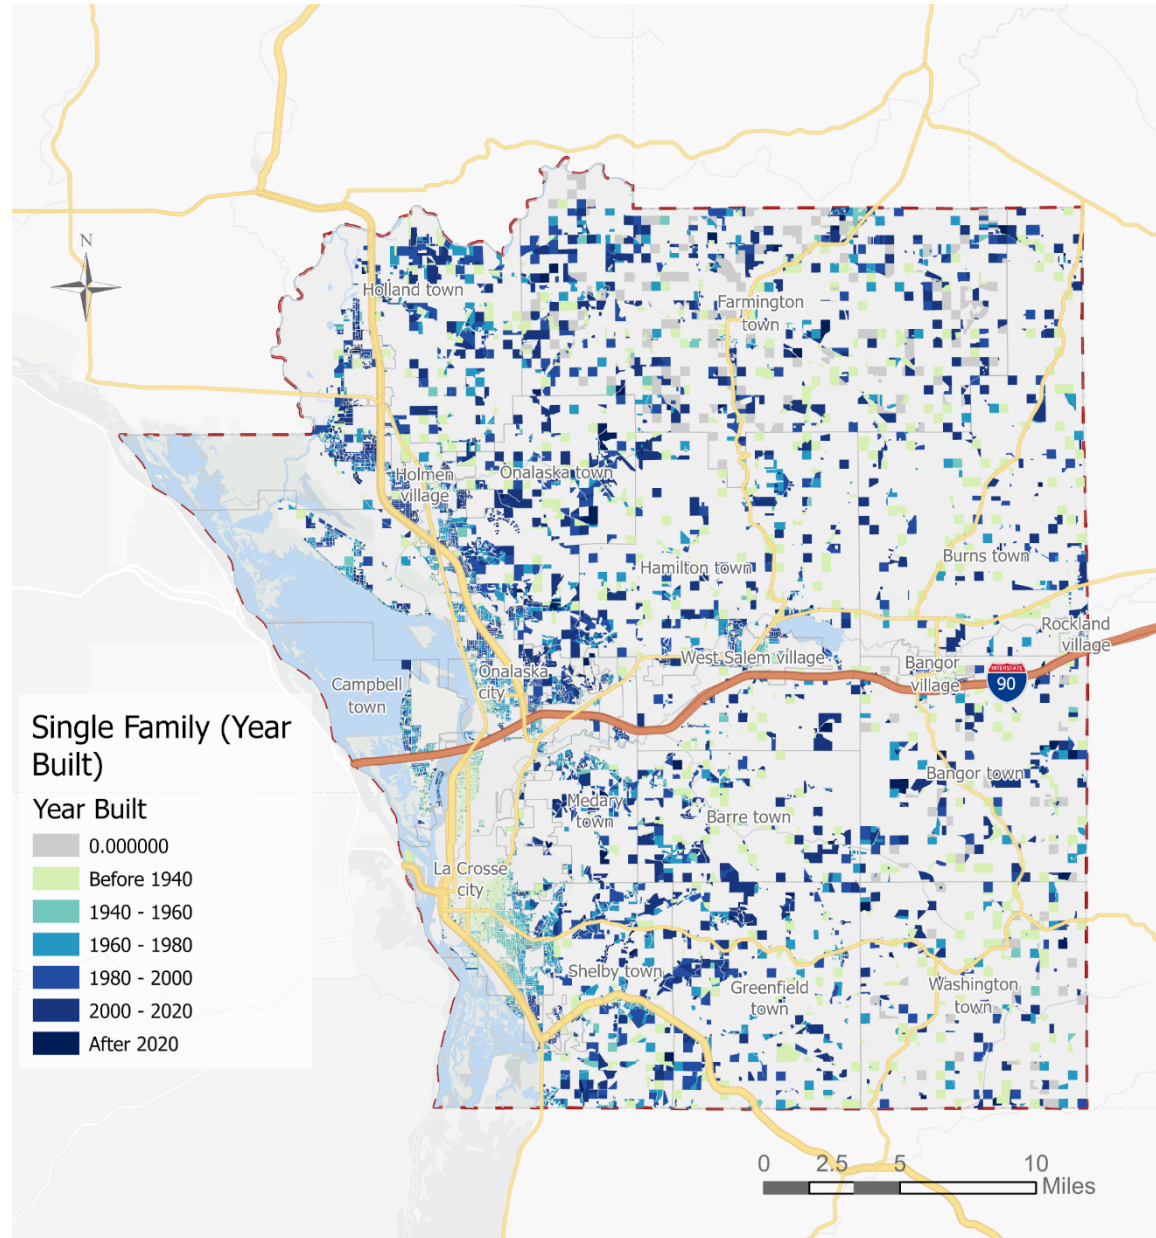 N
Holland town
Farmington
town
Holmen
village
Onalaska town
Hamilton town
Burns town
Rockland
village
West Salem village
Bangor
village
INTERSTATE
90
Onalaska
city
Campbell
town
Single Family (Year
Built)
Year Built
0.000000
Before 1940
1940 - 1960
1960 - 1980
1980 - 2000
2000 - 2020
After 2020
Medary
town
Barre town
Bangor town
La Crosse
city
Shelby town
Greenfield
town
Washington
town
0 2.5 5 10
Miles